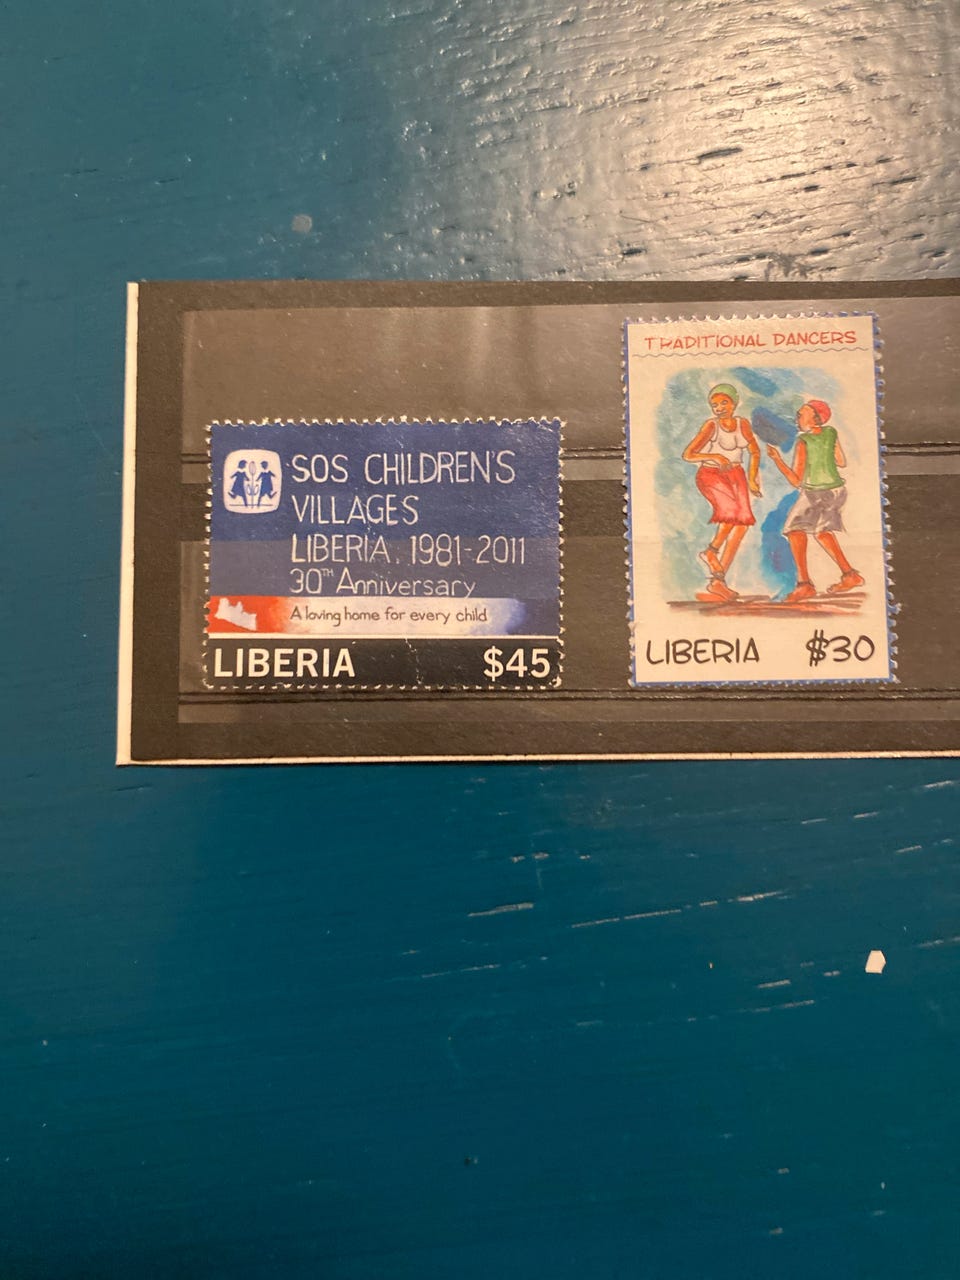 SOS CHILDREN'S
VILLAGES
LIBERIA. 1981-2011
30TH Anniversary
A loving home for every child
LIBERIA $45
TRADITIONAL DANCERS
LIBERIA $30